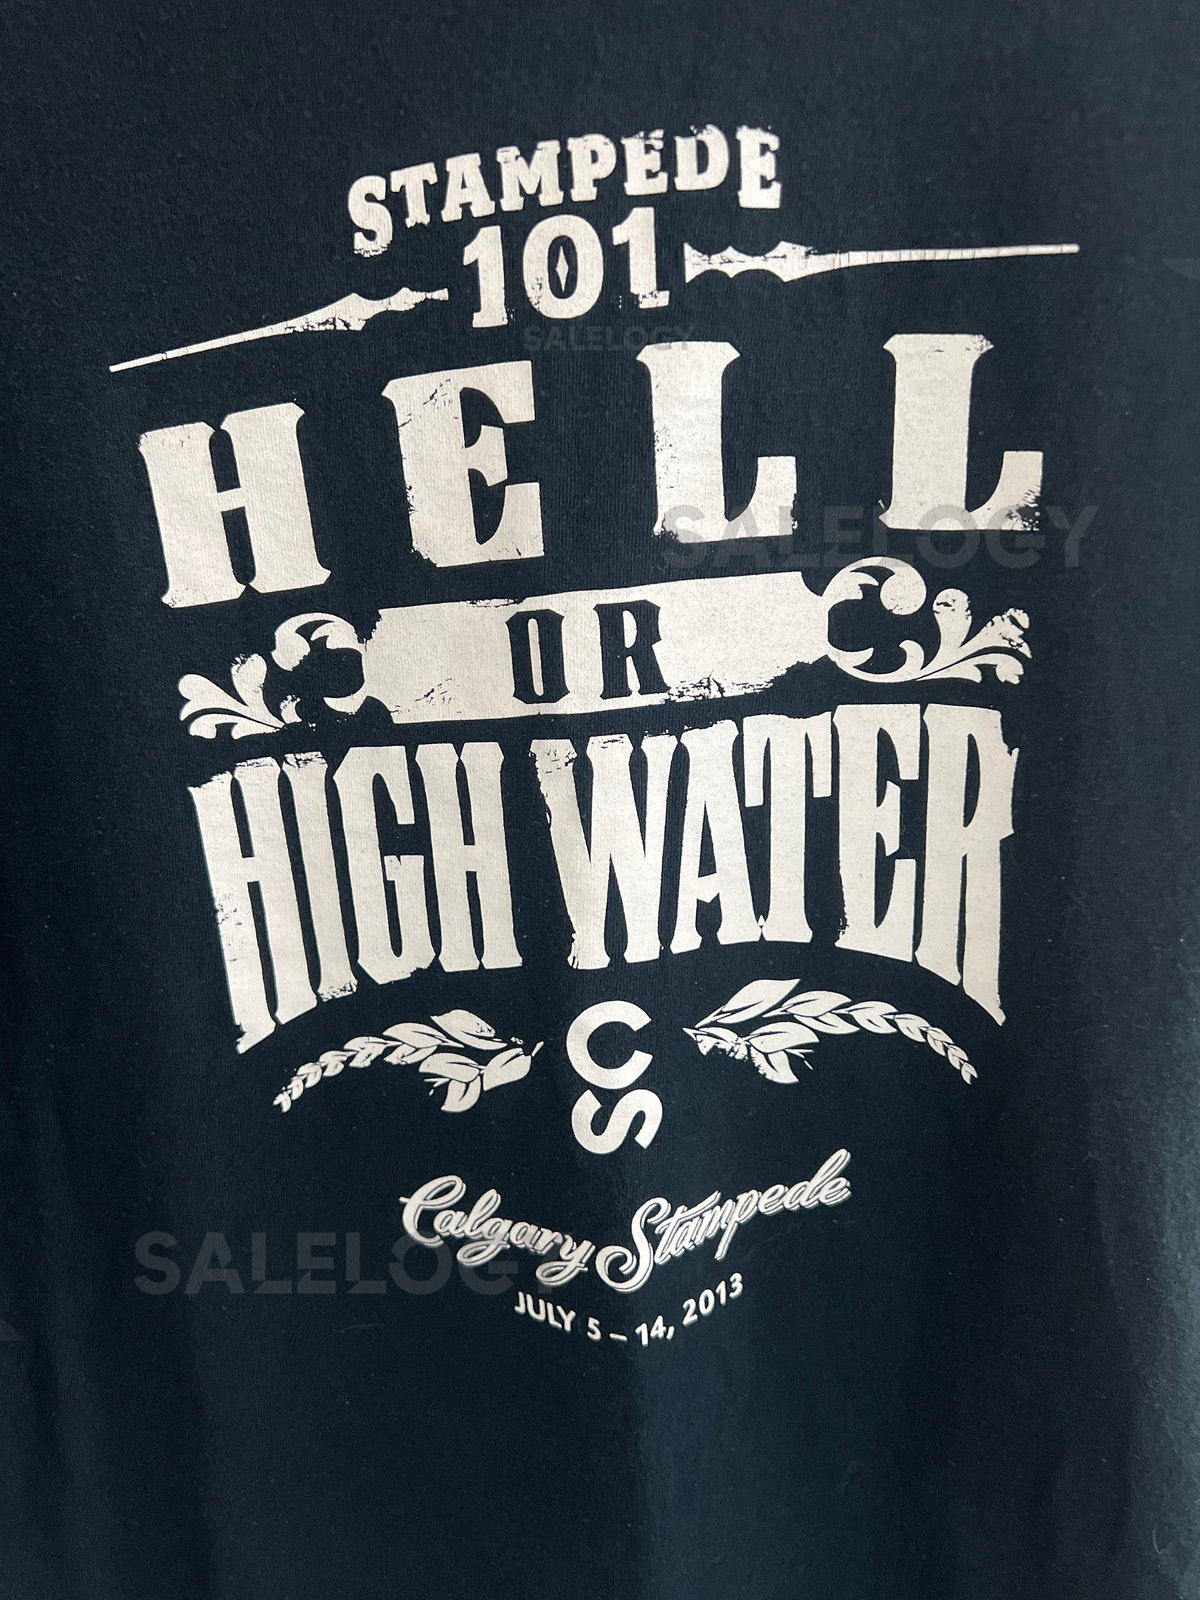 STAMPEDE
101
SALELOGY
HELL
SALELOGY
OR
HIGH WATER
CS
Calgary Stampede
SALELOGY
JULY 5 – 14, 2013